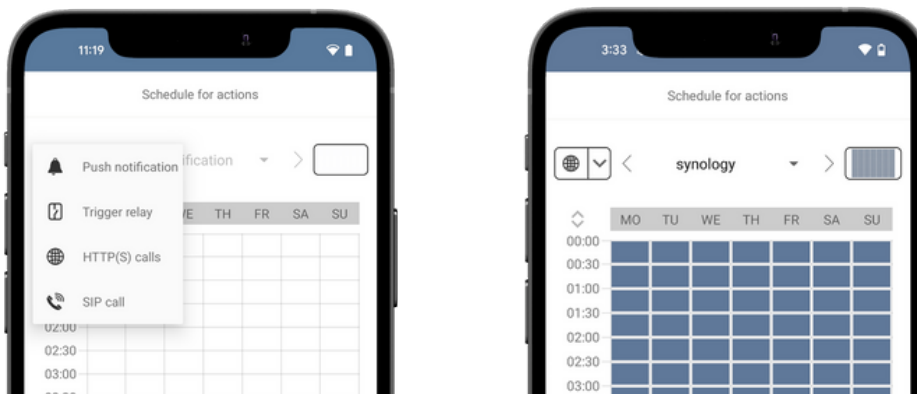 11:19
Schedule for actions
ification
Push notification
Trigger relay
HTTP(S) calls
SIP call
WE TH FR SA SU
02:00
02:30
03:00
3:33
Schedule for actions
synology
MO TU WE TH FR SA SU
00:00
00:30
01:00
01:30
02:00
02:30
03:00